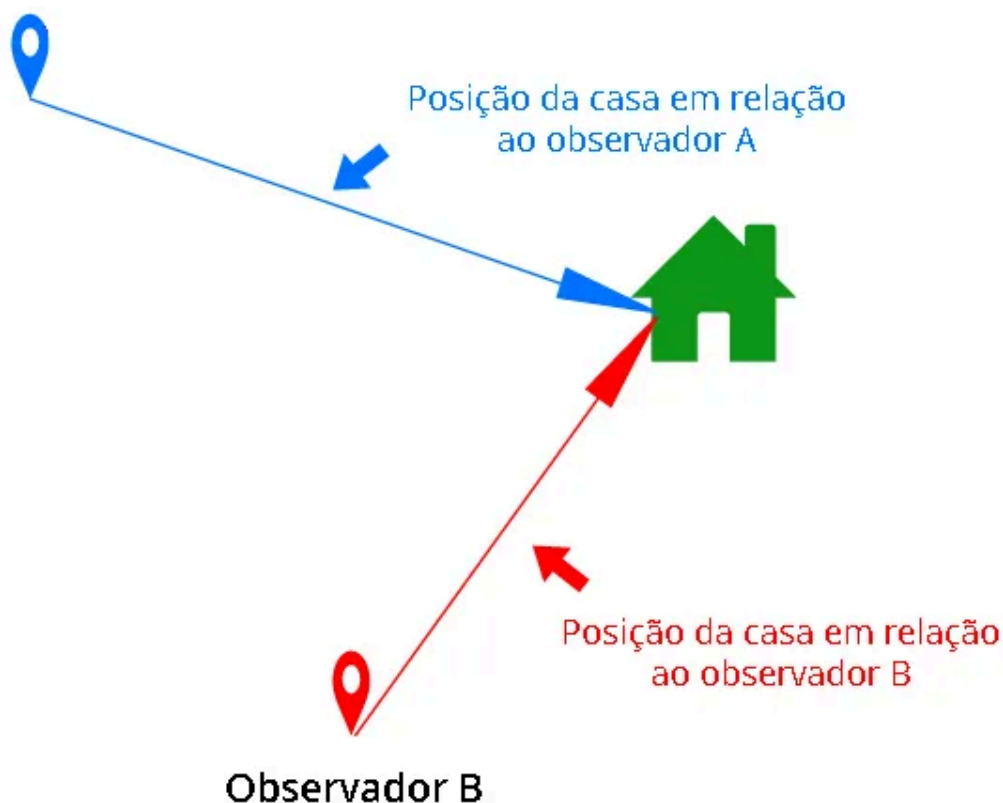 Posição da casa em relação
ao observador A
Posição da casa em relação
ao observador B
Observador B